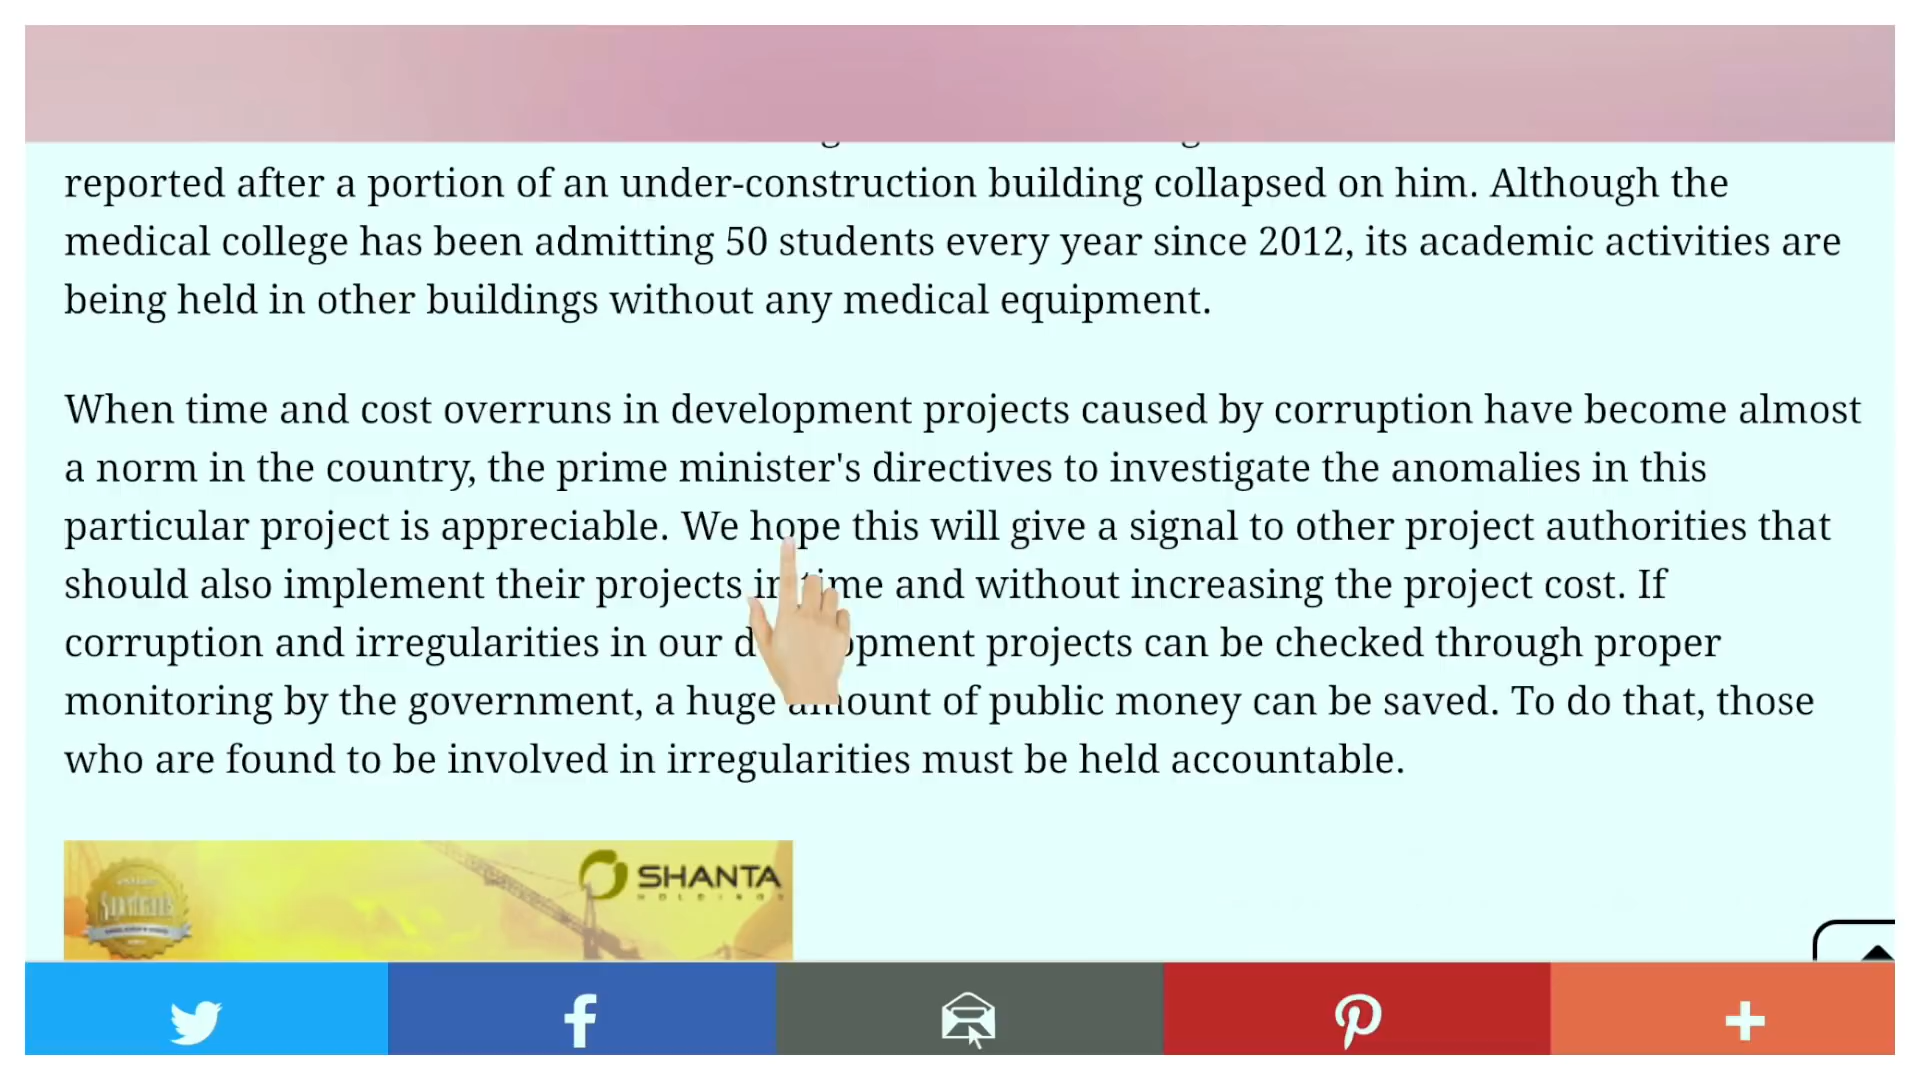 reported after a portion of an under-construction building collapsed on him. Although the
medical college has been admitting 50 students every year since 2012, its academic activities are
being held in other buildings without any medical equipment.
When time and cost overruns in development projects caused by corruption have become almost
a norm in the country, the prime minister's directives to investigate the anomalies in this
particular project is appreciable. We hope this will give a signal to other project authorities that
should also implement their projects in time and without increasing the project cost. If
corruption and irregularities in our development projects can be checked through proper
monitoring by the government, a huge amount of public money can be saved. To do that, those
who are found to be involved in irregularities must be held accountable.
SHANTA
HOLDINGS